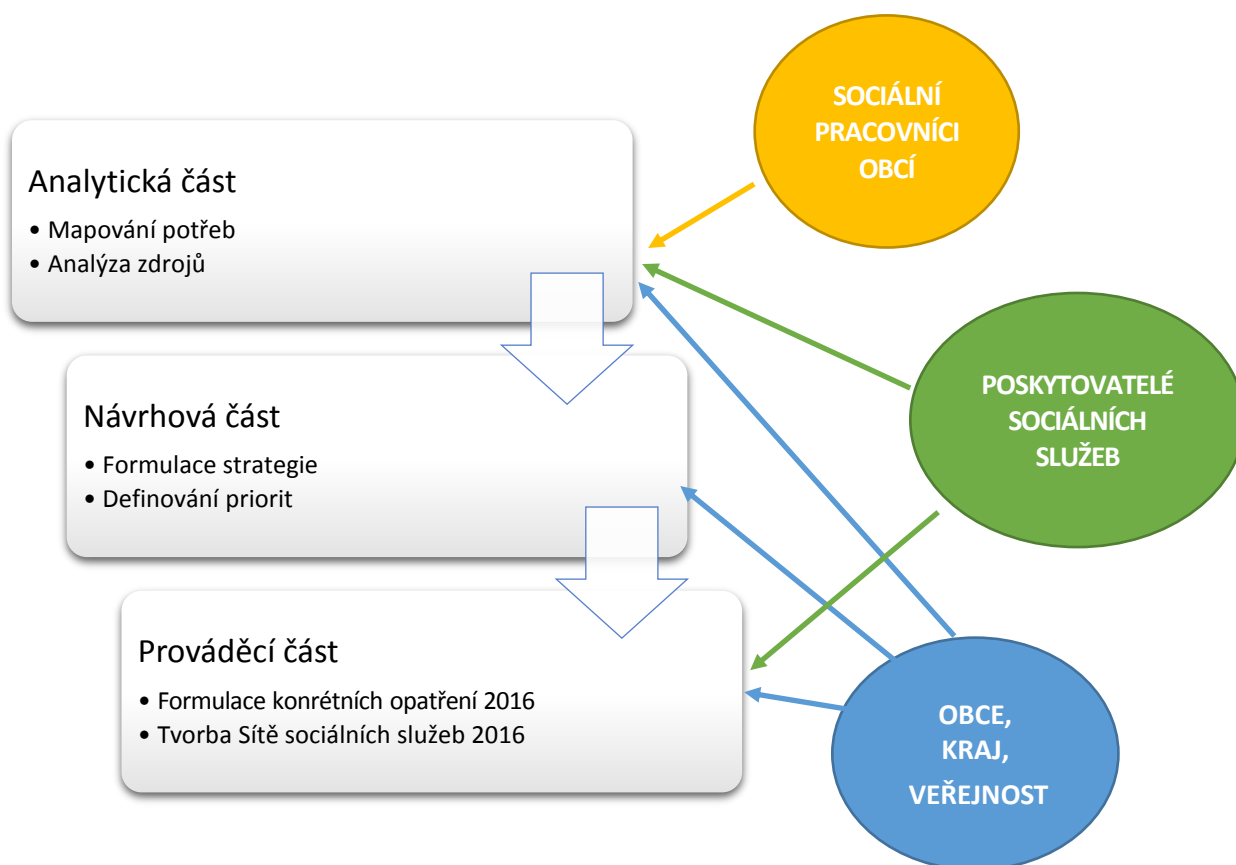 Analytická část
• Mapování potřeb
• Analýza zdrojů
Návrhová část
• Formulace strategie
• Definování priorit
Prováděcí část
• Formulace konrétních opatření 2016
• Tvorba Sítě sociálních služeb 2016
SOCIÁLNÍ
PRACOVNÍCI
OBCÍ
POSKYTOVATELÉ
SOCIÁLNÍCH
SLUŽEB
OBCE,
KRAJ,
VEŘEJNOST